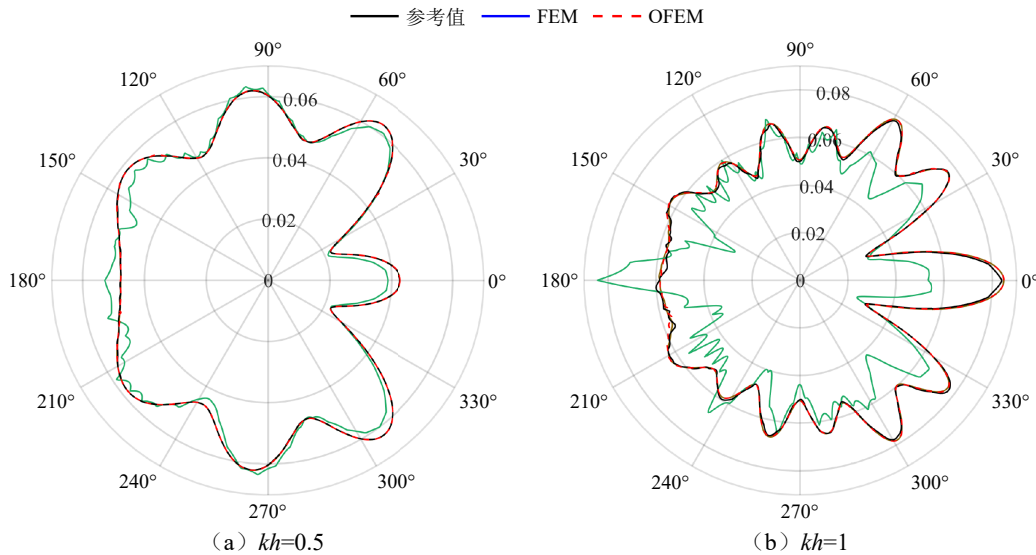 参考值 FEM OFEM
90° 90°
120° 60° 120° 60°
0.06 0.08
150° 30° 150° 0.06 30°
0.04 0.04
0.02 0.02
180° 0 0° 180° 0 0°
210° 330° 210° 330°
240° 300° 240° 300°
270° 270°
（a）kh=0.5 （b）kh=1